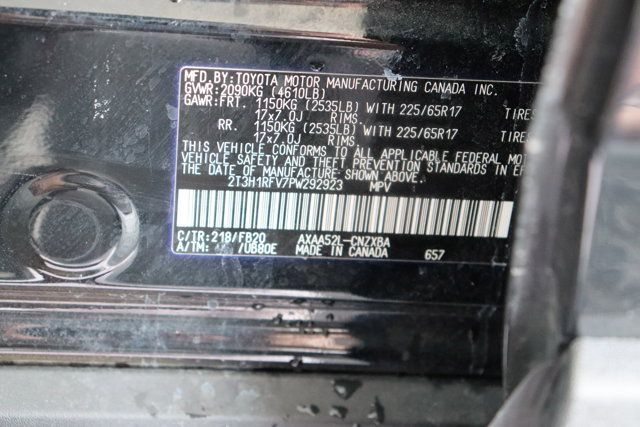 MFD.BY:TOYOTA MOTOR MANUFACTURING CANADA INC.
GVWR:2090KG (4610LB)
GAWR:FRT. 1150KG (2535LB) WITH 225/65R17 TIRES
17x7.0J RIMS.
RR. 1150KG (2535LB) WITH 225/65R17 TIRES
17x7.0J RIMS.
THIS VEHICLE CONFORMS TO ALL APPLICABLE FEDERAL MOT
VEHICLE SAFETY AND THEFT PREVENTION STANDARDS IN EF
THE DATE OF MANUFACTURE SHOWN ABOVE.
2T3H1RFV7PW292923 MPV
C/TR:218/FB20 AXAA52L-CNZXBA
A/TM: /U680E MADE IN CANADA 657